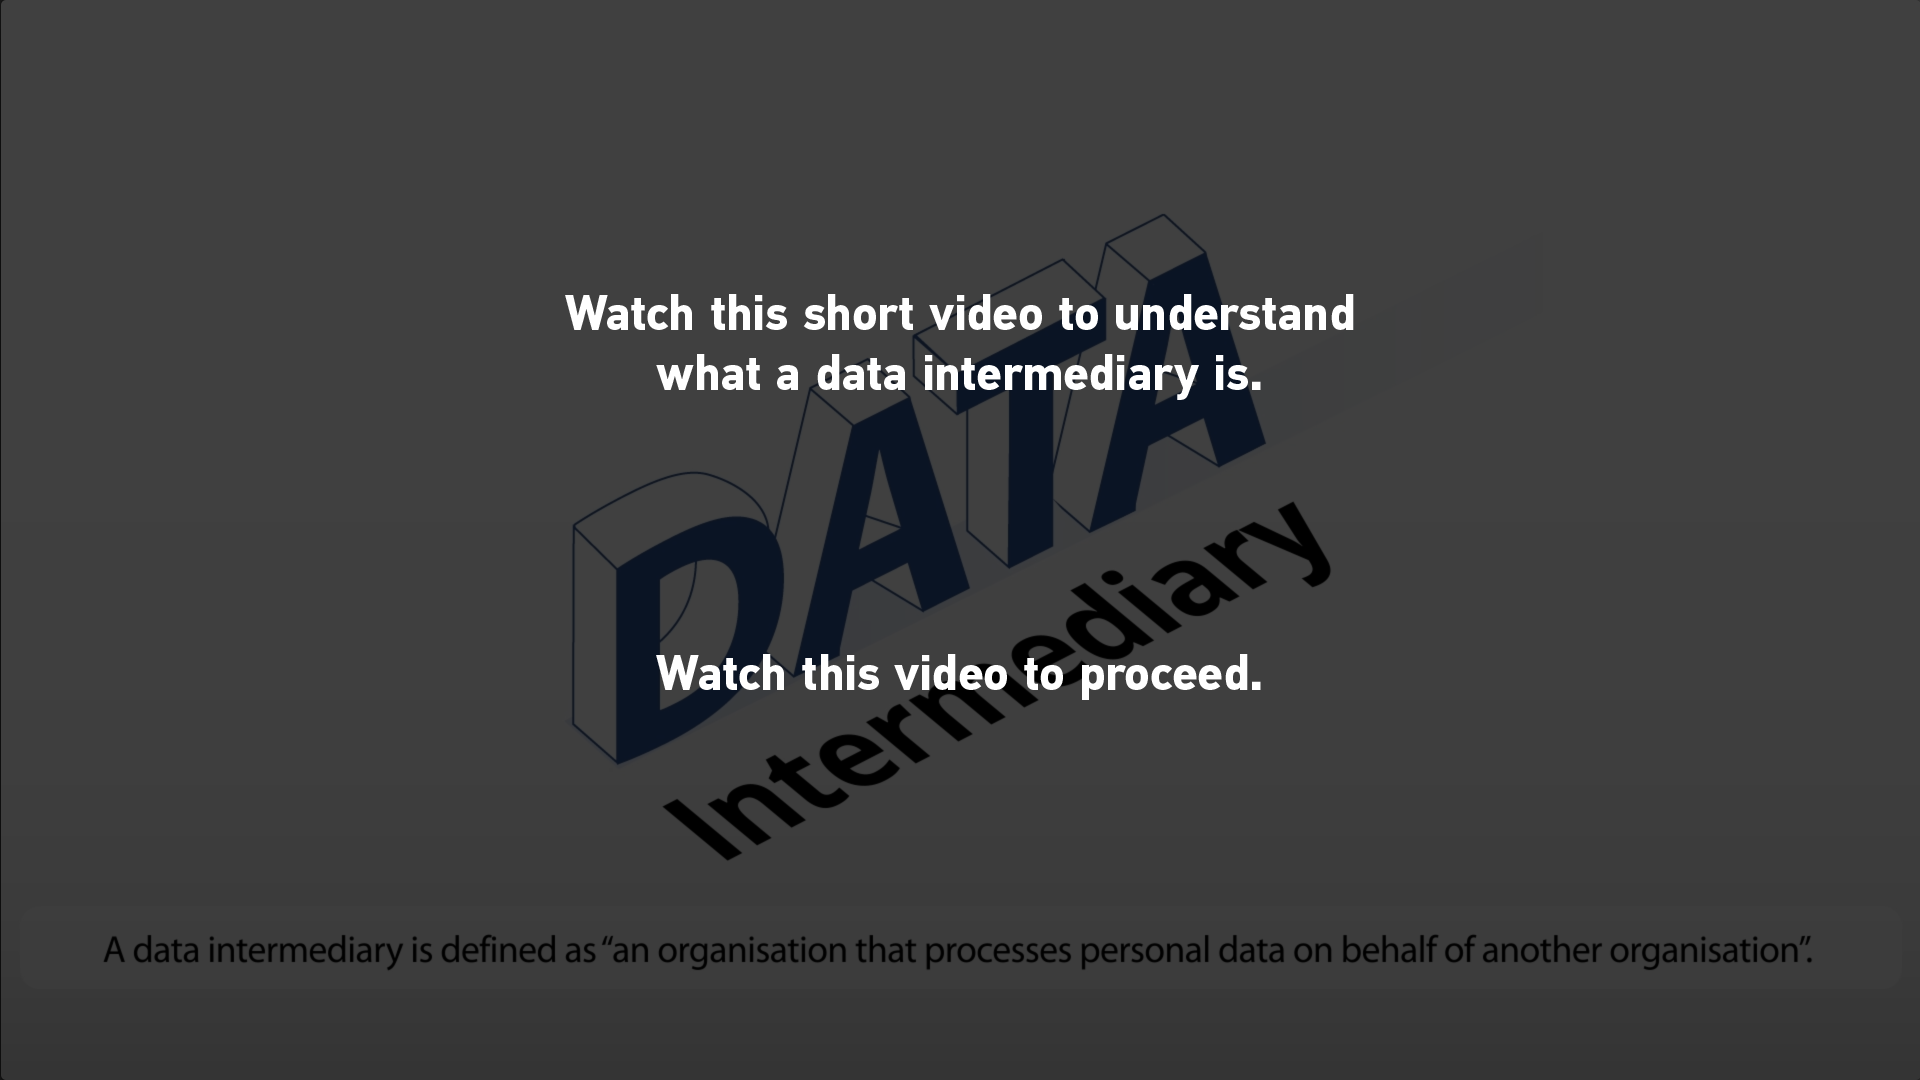 Watch this short video to understand
what a data intermediary is.
DATA
Intermediary
Watch this video to proceed.
A data intermediary is defined as “an organisation that processes personal data on behalf of another organisation”.